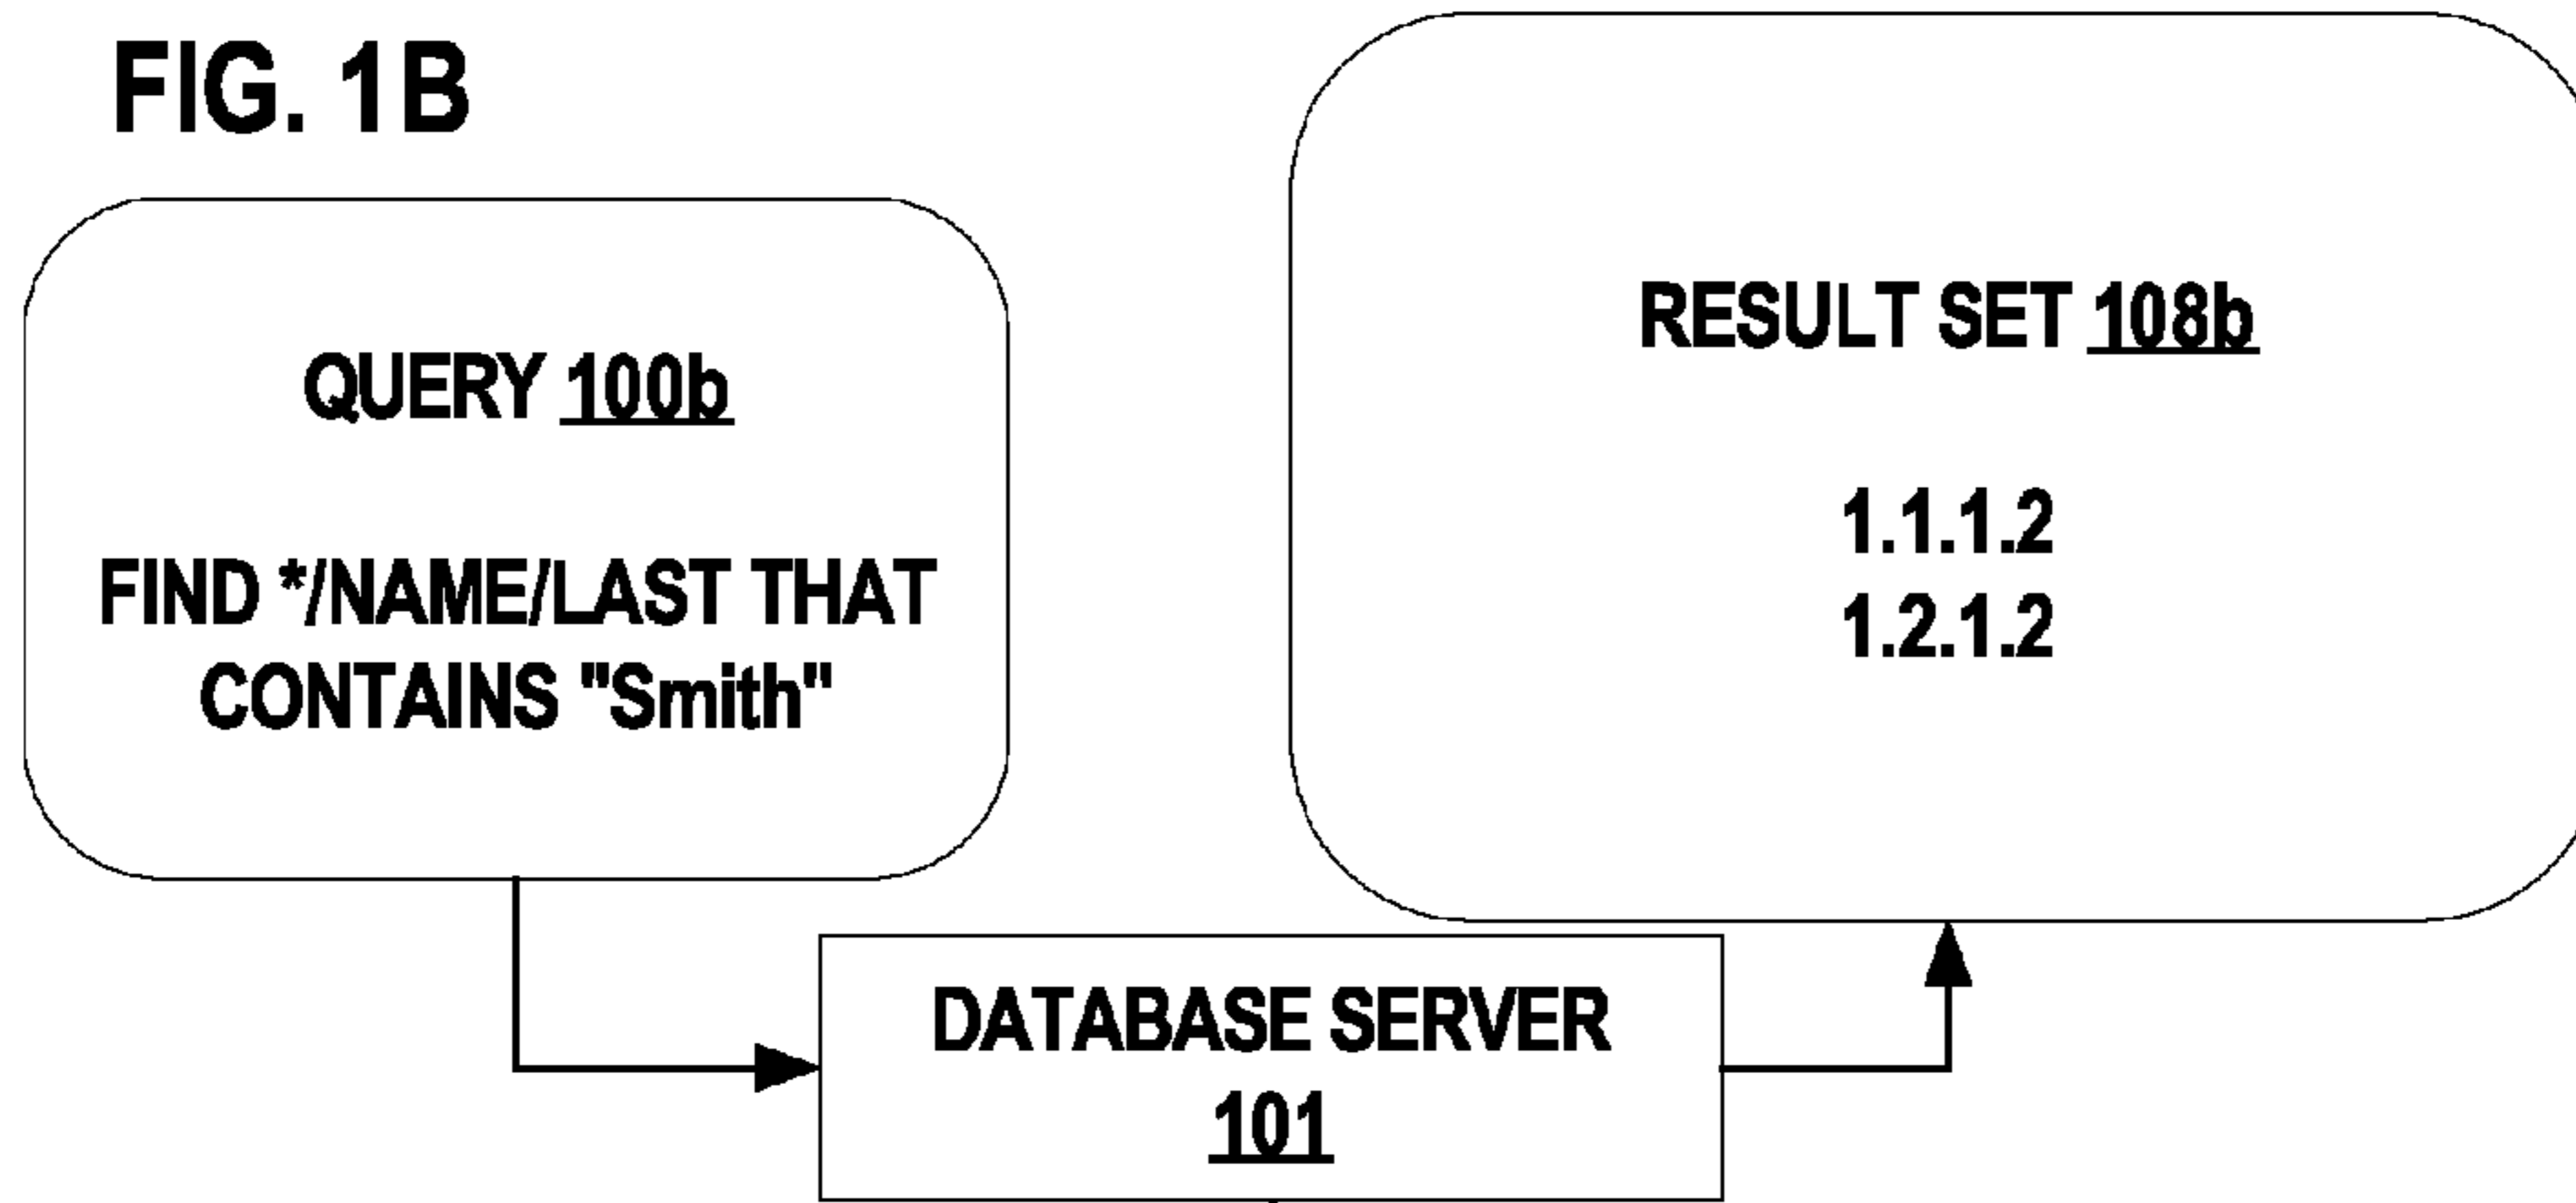 FIG. 1B
QUERY 100b
FIND */NAME/LAST THAT
CONTAINS "Smith"
RESULT SET 108b
1.1.1.2
1.2.1.2
DATABASE SERVER
101